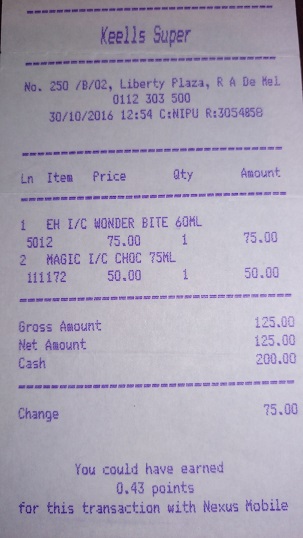 Keells Super
No. 250 /B/02, Liberty Plaza, R A De Mel
0112 303 500
30/10/2016 12:54 C:NIPU R:3054858
Ln Item Price Qty Amount
1 EH I/C WONDER BITE 60ML
5012 75.00 1 75.00
2 MAGIC I/C CHOC 75ML
111172 50.00 1 50.00
Gross Amount 125.00
Net Amount 125.00
Cash 200.00
Change 75.00
You could have earned
0.43 points
for this transaction with Nexus Mobile